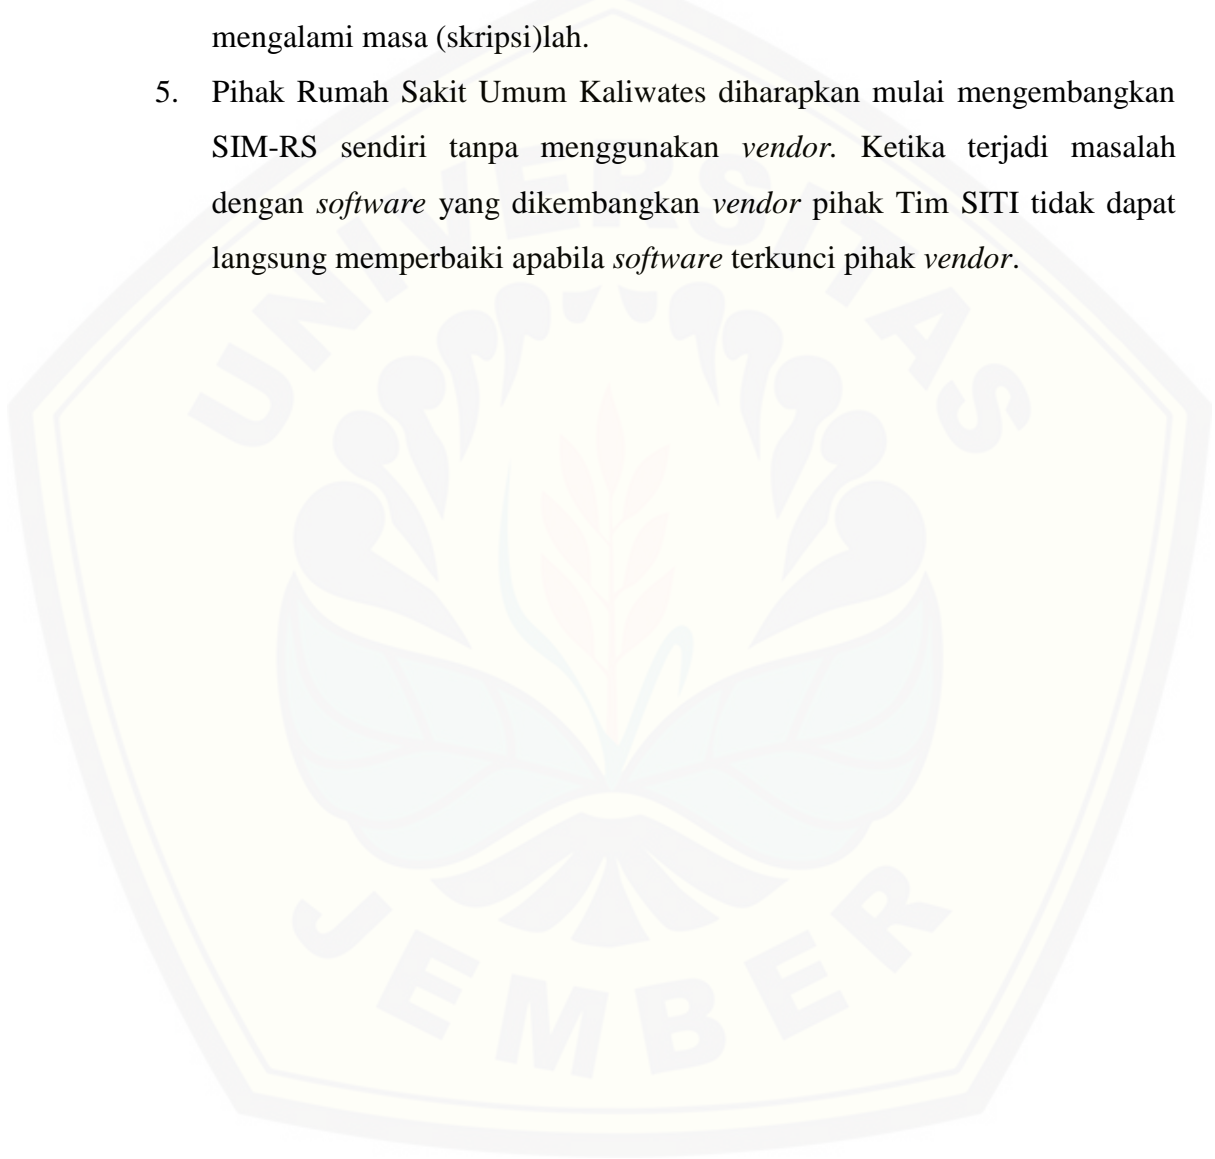 mengalami masa (skripsi)lah.
5. Pihak Rumah Sakit Umum Kaliwates diharapkan mulai mengembangkan
SIM-RS sendiri tanpa menggunakan vendor. Ketika terjadi masalah
dengan software yang dikembangkan vendor pihak Tim SITI tidak dapat
langsung memperbaiki apabila software terkunci pihak vendor.
UNIVERSITAS
JEMBER